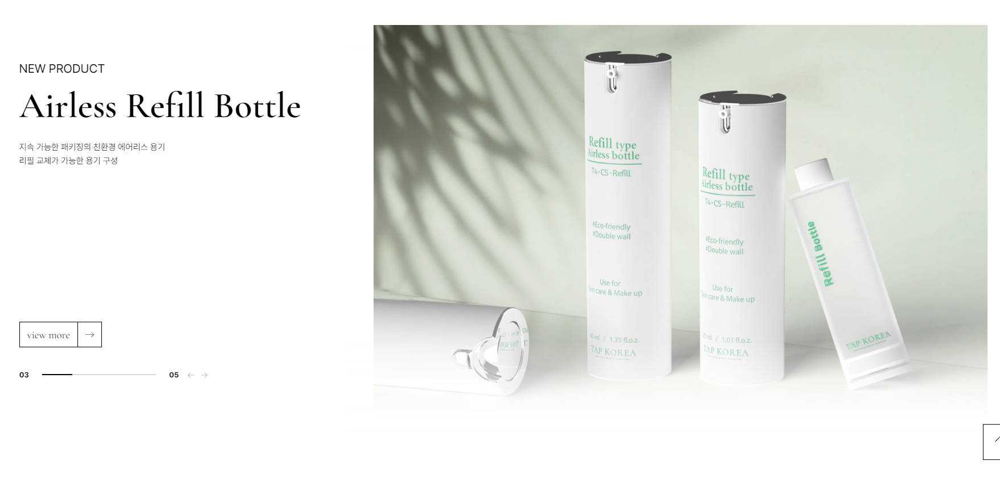 NEW PRODUCT
Airless Refill Bottle
지속 가능한 패키징의 친환경 에어리스 용기
리필 교체가 가능한 용기 구성
view more
03
05
Refill type
Airless bottle
T4-CS-Refill
#Eco-friendly
#Double wall
Use for
Skin care & Make up
40 ml / 1.35 fl.o.z.
TAP KOREA
Refill type
Airless bottle
T4-CS-Refill
#Eco-friendly
#Double wall
Use for
Skin care & Make up
30 ml / 1.01 fl.o.z.
TAP KOREA
Refill Bottle
TAP KOREA